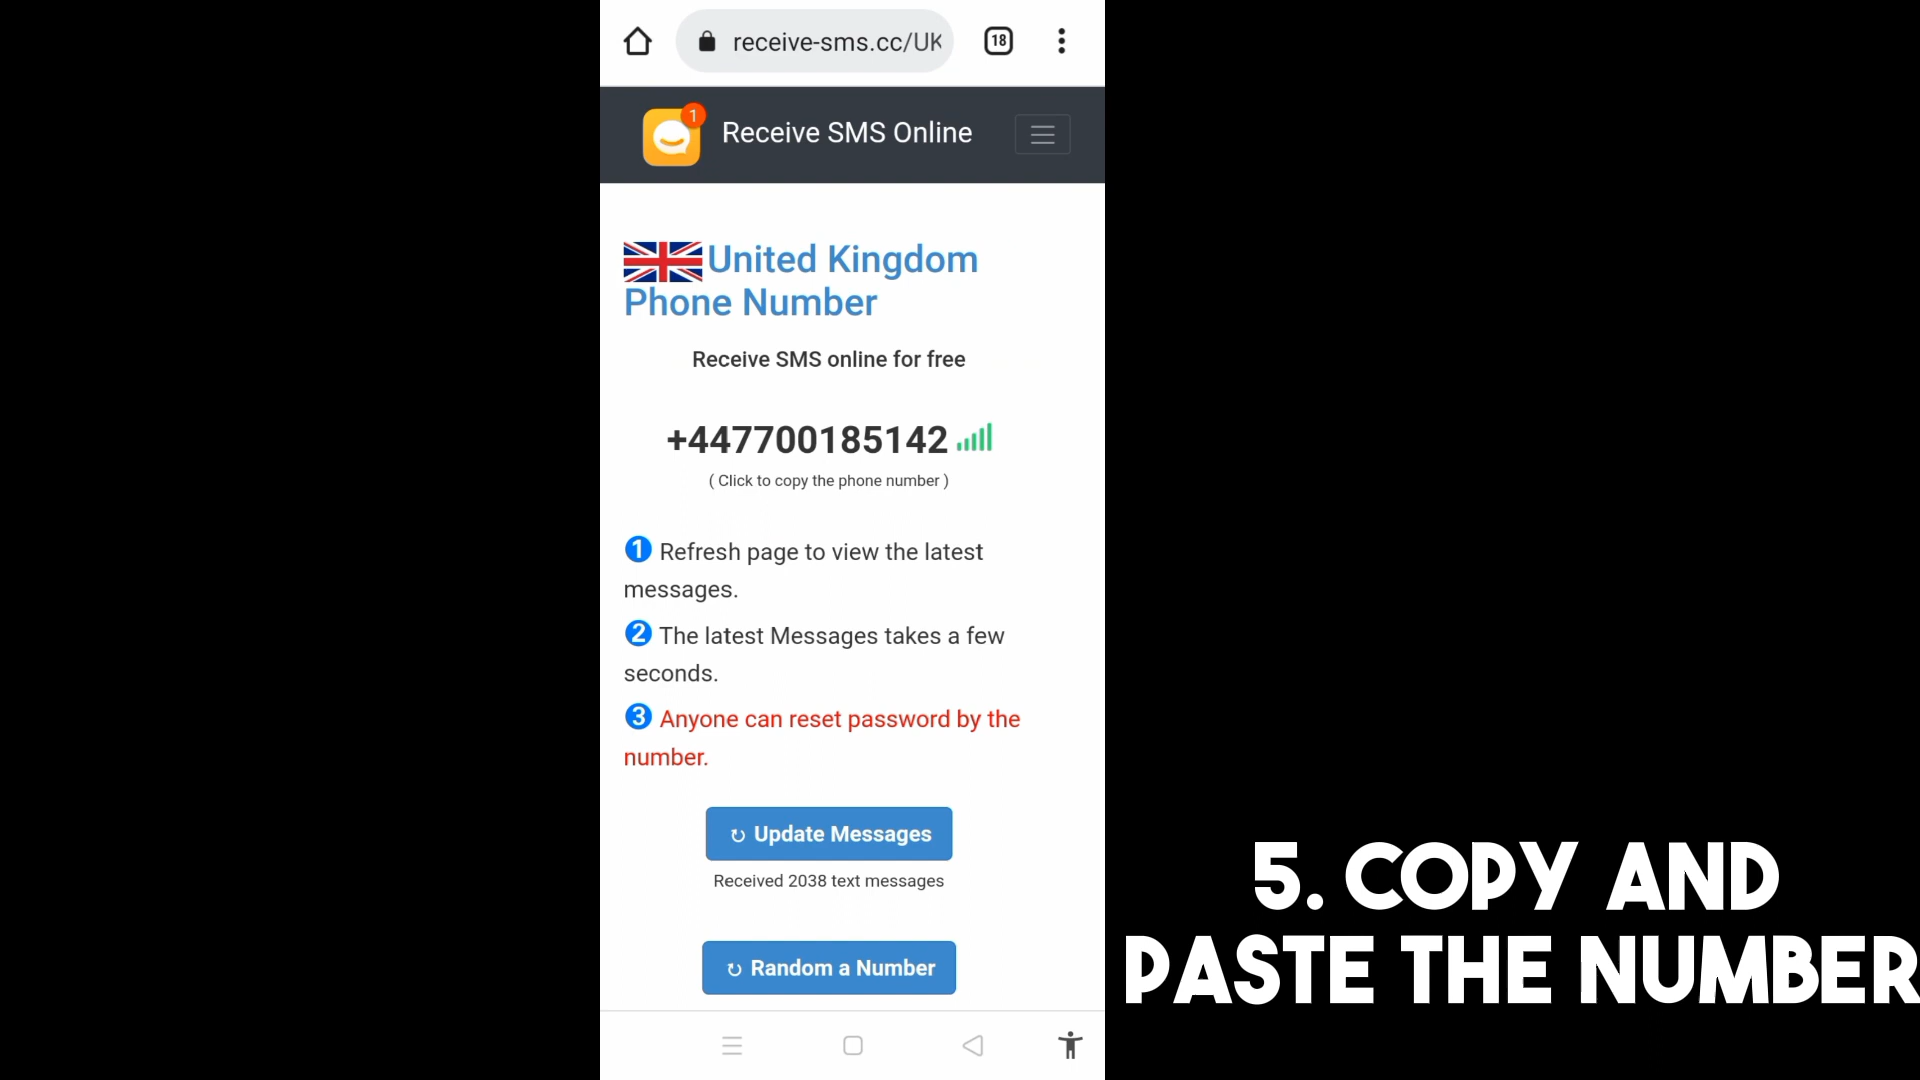 receive-sms.cc/UK
18
1
Receive SMS Online
United Kingdom
Phone Number
Receive SMS online for free
+447700185142
( Click to copy the phone number )
1 Refresh page to view the latest
messages.
2 The latest Messages takes a few
seconds.
3 Anyone can reset password by the
number.
↻ Update Messages
Received 2038 text messages
↻ Random a Number
5. COPY AND
PASTE THE NUMBER